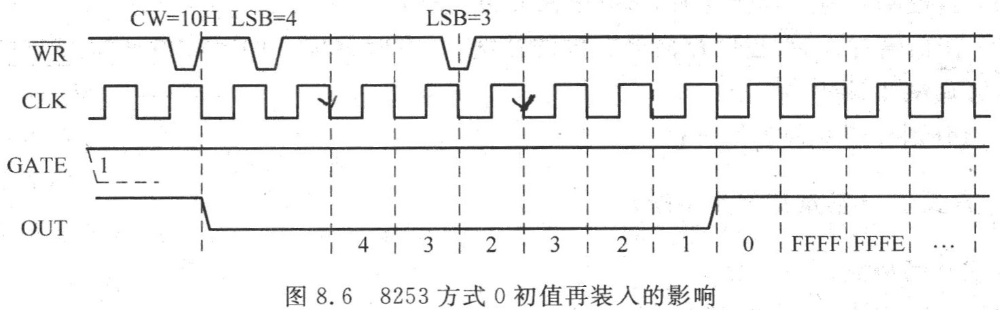 CW=10H LSB=4 LSB=3
WR
CLK
GATE 1
OUT
4 3 2 3 2 1 0 FFFF FFFE …
图 8.6 8253 方式 0 初值再装入的影响